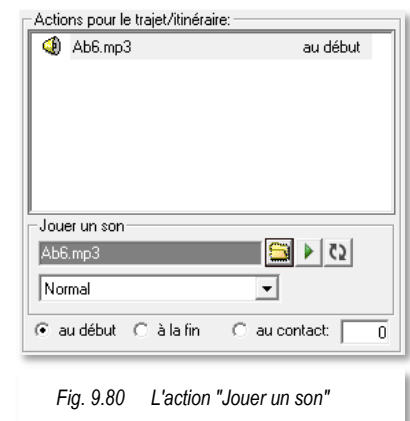 Actions pour le trajet/itinéraire:
Ab6.mp3 au début
Jouer un son
Ab6.mp3
Normal
au début à la fin au contact: 0
Fig. 9.80 L'action "Jouer un son"